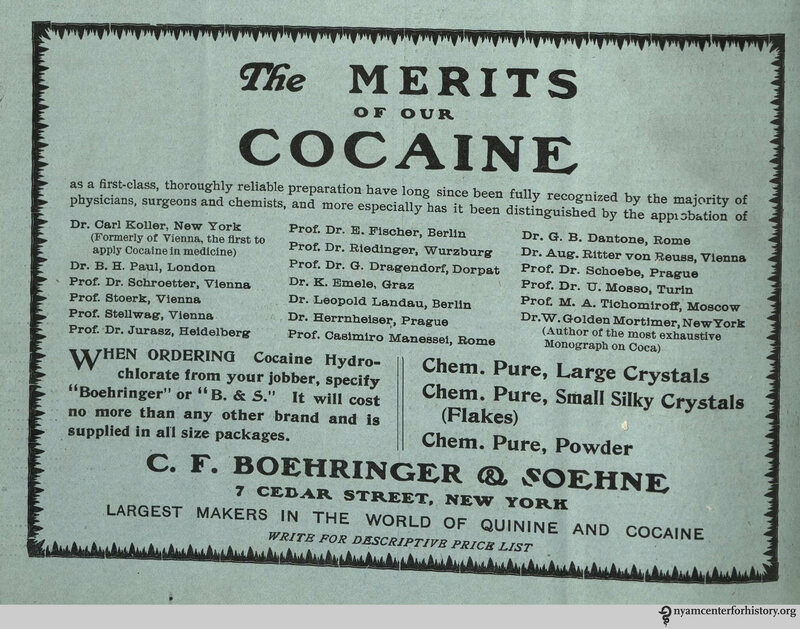 The MERITS
OF OUR
COCAINE
as a first-class, thoroughly reliable preparation have long since been fully recognized by the majority of
physicians, surgeons and chemists, and more especially has it been distinguished by the approbation of
Dr. Carl Koller, New York
(Formerly of Vienna, the first to
apply Cocaine in medicine)
Dr. B. H. Paul, London
Prof. Dr. Schroetter, Vienna
Prof. Stoerk, Vienna
Prof. Stellwag, Vienna
Prof. Dr. Jurasz, Heidelberg
Prof. Dr. E. Fischer, Berlin
Prof. Dr. Riedinger, Wurzburg
Prof. Dr. G. Dragendorf, Dorpat
Dr. K. Emele, Graz
Dr. Leopold Landau, Berlin
Dr. Herrnheiser, Prague
Prof. Casimiro Manessei, Rome
Dr. G. B. Dantone, Rome
Dr. Aug. Ritter von Reuss, Vienna
Prof. Dr. Schoebe, Prague
Prof. Dr. U. Mosso, Turin
Prof. M. A. Tichomiroff, Moscow
Dr.W. Golden Mortimer, New York
(Author of the most exhaustive
Monograph on Coca)
WHEN ORDERING Cocaine Hydro-
chlorate from your jobber, specify
"Boehringer" or "B. & S." It will cost
no more than any other brand and is
supplied in all size packages.
Chem. Pure, Large Crystals
Chem. Pure, Small Silky Crystals
(Flakes)
Chem. Pure, Powder
C. F. BOEHRINGER & SOEHNE
7 CEDAR STREET, NEW YORK
LARGEST MAKERS IN THE WORLD OF QUININE AND COCAINE
WRITE FOR DESCRIPTIVE PRICE LIST
nyamcenterforhistory.org